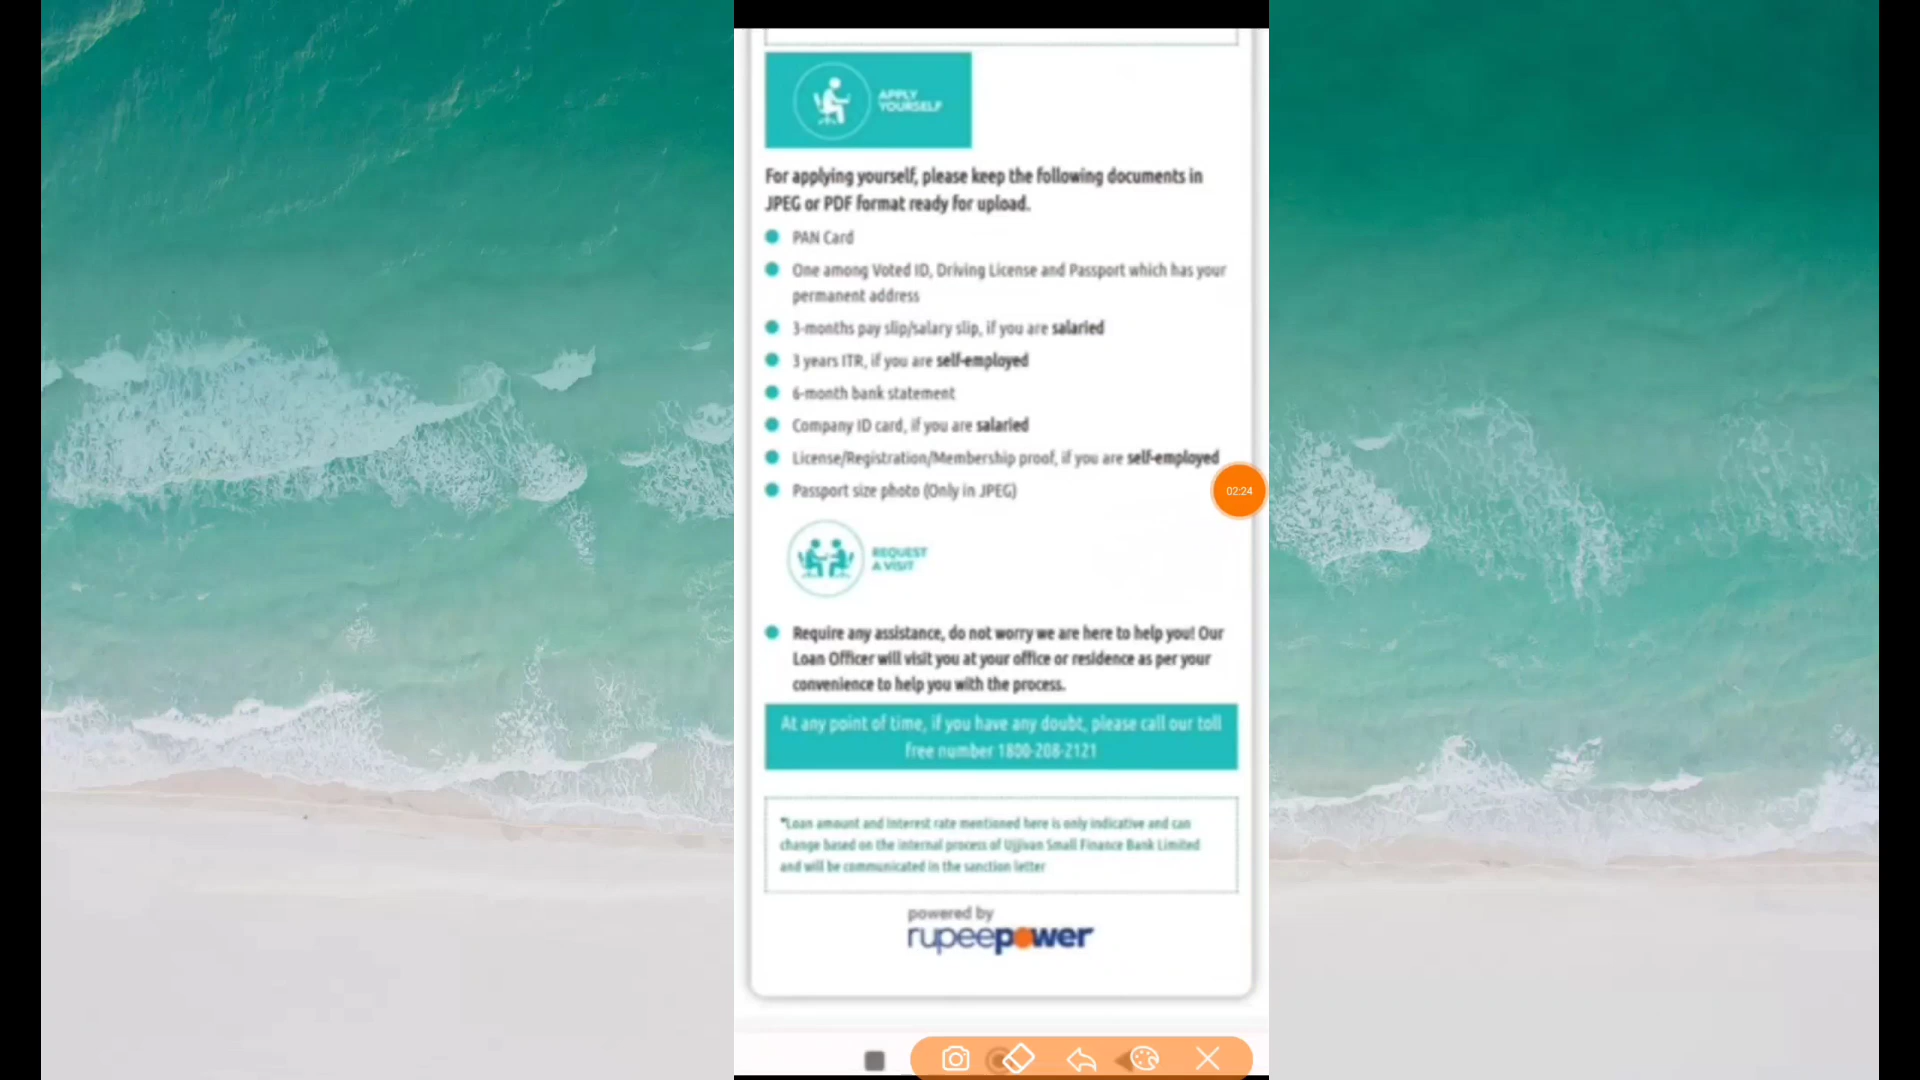 APPLY
YOURSELF
For applying yourself, please keep the following documents in
JPEG or PDF format ready for upload.
PAN Card
One among Voted ID, Driving License and Passport which has your
permanent address
3-months pay slip/salary slip, if you are salaried
3 years ITR, if you are self-employed
6-month bank statement
Company ID card, if you are salaried
License/Registration/Membership proof, if you are self-employed
02:24
Passport size photo (Only in JPEG)
REQUEST
A VISIT
Require any assistance, do not worry we are here to help you! Our
Loan Officer will visit you at your office or residence as per your
convenience to help you with the process.
At any point of time, if you have any doubt, please call our toll
free number 1800-208-2121
*Loan amount and Interest rate mentioned here is only indicative and can
change based on the internal process of Ujjivan Small Finance Bank Limited
and will be communicated in the sanction letter
powered by
rupeepower